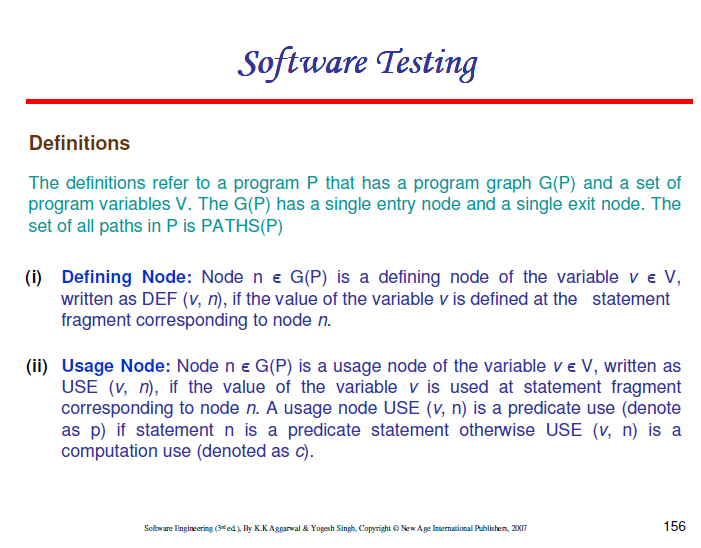 Software Testing
Definitions
The definitions refer to a program P that has a program graph G(P) and a set of
program variables V. The G(P) has a single entry node and a single exit node. The
set of all paths in P is PATHS(P)
(i) Defining Node: Node n ϵ G(P) is a defining node of the variable v ϵ V,
written as DEF (v, n), if the value of the variable v is defined at the statement
fragment corresponding to node n.
(ii) Usage Node: Node n ϵ G(P) is a usage node of the variable v ϵ V, written as
USE (v, n), if the value of the variable v is used at statement fragment
corresponding to node n. A usage node USE (v, n) is a predicate use (denote
as p) if statement n is a predicate statement otherwise USE (v, n) is a
computation use (denoted as c).
Software Engineering (3rd ed.), By K.K Aggarwal & Yogesh Singh, Copyright © New Age International Publishers, 2007
156